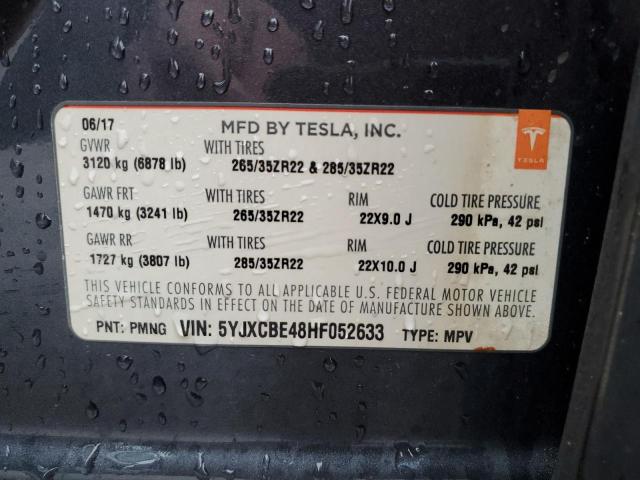 06/17 MFD BY TESLA, INC.
GVWR WITH TIRES
3120 kg (6878 lb) 265/35ZR22 & 285/35ZR22
TESLA
GAWR FRT WITH TIRES RIM COLD TIRE PRESSURE
1470 kg (3241 lb) 265/35ZR22 22X9.0 J 290 kPa, 42 psi
GAWR RR WITH TIRES RIM COLD TIRE PRESSURE
1727 kg (3807 lb) 285/35ZR22 22X10.0 J 290 kPa, 42 psi
THIS VEHICLE CONFORMS TO ALL APPLICABLE U.S. FEDERAL MOTOR VEHICLE
SAFETY STANDARDS IN EFFECT ON THE DATE OF MANUFACTURE SHOWN ABOVE.
PNT: PMNG VIN: 5YJXCBE48HF052633 TYPE: MPV